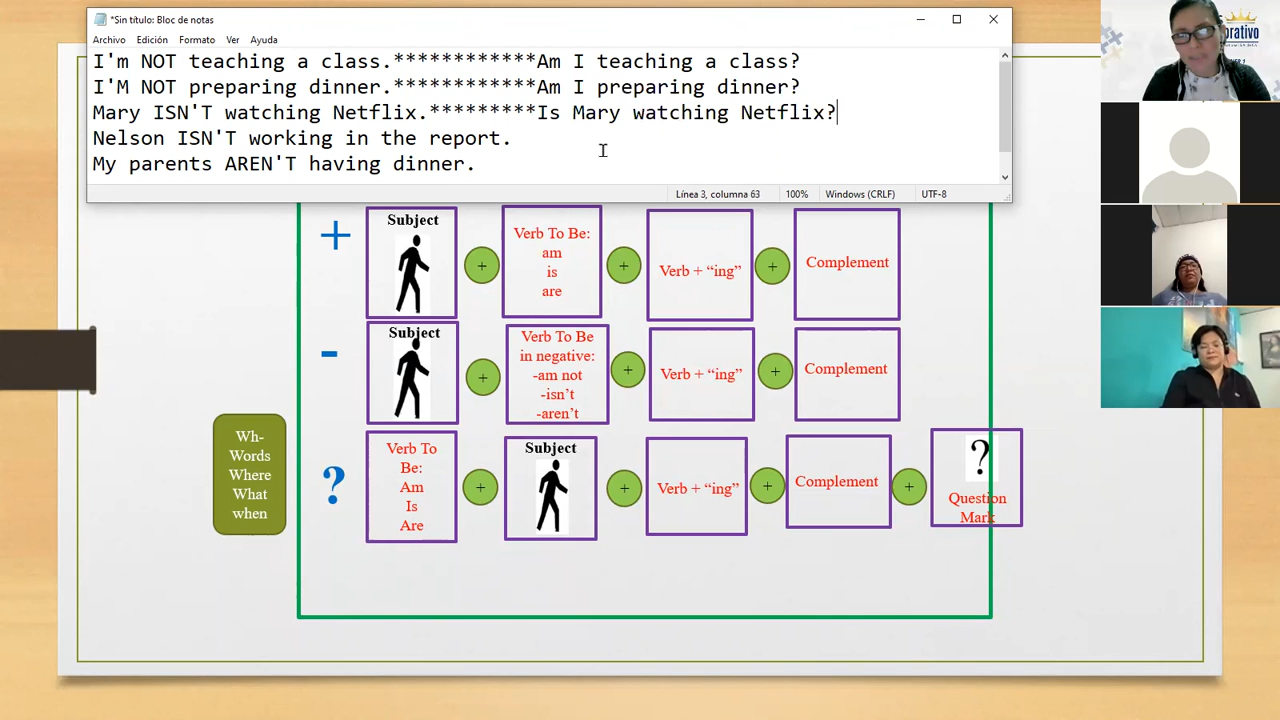 *Sin título: Bloc de notas
Archivo Edición Formato Ver Ayuda
I'm NOT teaching a class.************Am I teaching a class?
I'M NOT preparing dinner.************Am I preparing dinner?
Mary ISN'T watching Netflix.*********Is Mary watching Netflix?
Nelson ISN'T working in the report.
My parents AREN'T having dinner.
Línea 3, columna 63 100% Windows (CRLF) UTF-8
+
Subject
+
Verb To Be:
am
is
are
+
Verb + “ing”
+
Complement
-
Subject
+
Verb To Be
in negative:
-am not
-isn’t
-aren’t
+
Verb + “ing”
+
Complement
Wh-
Words
Where
What
when
?
Verb To
Be:
Am
Is
Are
+
Subject
+
Verb + “ing”
+
Complement
+
?
Question
Mark